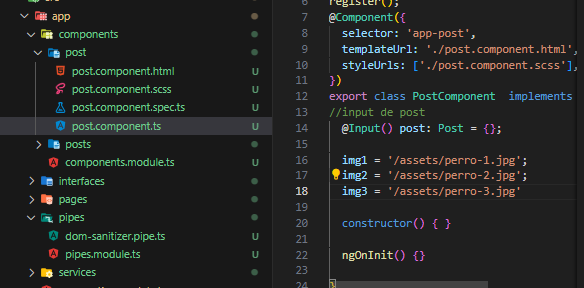 app
components
post
post.component.html U
post.component.scss U
post.component.spec.ts U
post.component.ts U
posts
components.module.ts U
interfaces
pages
pipes
dom-sanitizer.pipe.ts U
pipes.module.ts U
services
6 register();
7 @Component({
8 selector: 'app-post',
9 templateUrl: './post.component.html',
10 styleUrls: ['./post.component.scss'],
11 })
12 export class PostComponent implements
13 //input de post
14 @Input() post: Post = {};
15
16 img1 = '/assets/perro-1.jpg';
17 img2 = '/assets/perro-2.jpg';
18 img3 = '/assets/perro-3.jpg'
19
20 constructor() { }
21
22 ngOnInit() {}
23
24 }